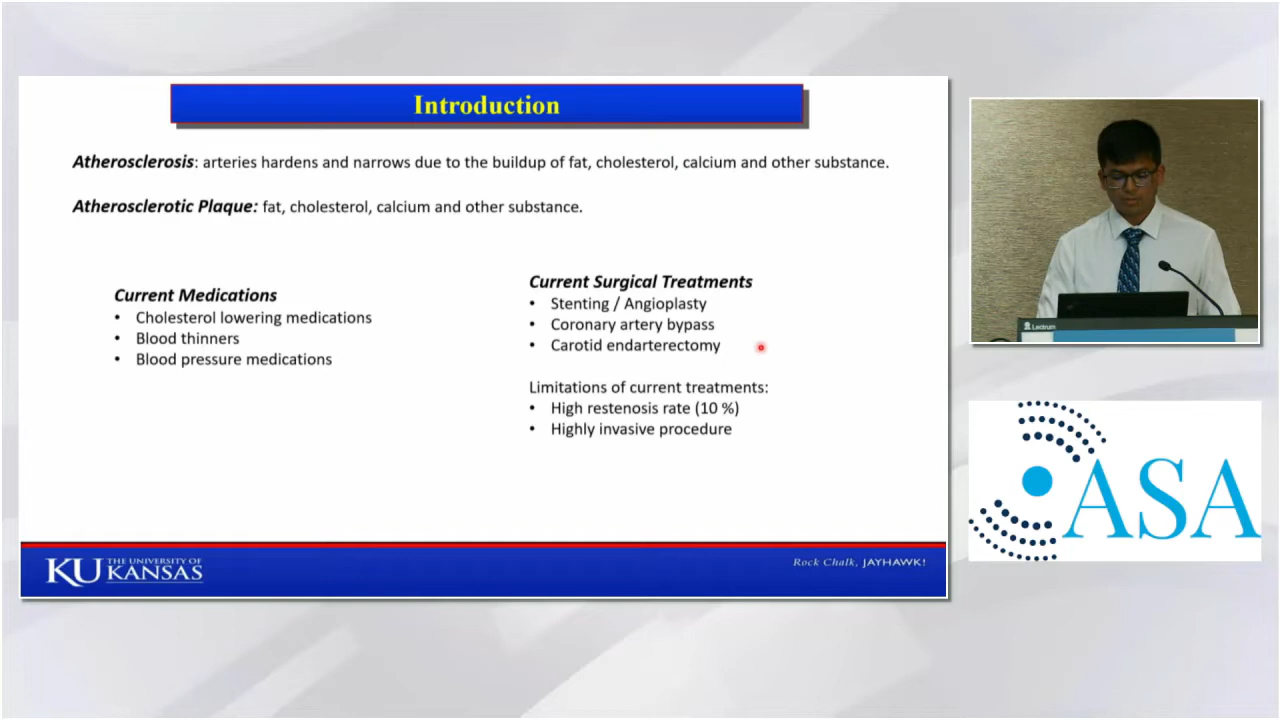 Introduction
Atherosclerosis: arteries hardens and narrows due to the buildup of fat, cholesterol, calcium and other substance.
Atherosclerotic Plaque: fat, cholesterol, calcium and other substance.
Current Medications
• Cholesterol lowering medications
• Blood thinners
• Blood pressure medications
Current Surgical Treatments
• Stenting / Angioplasty
• Coronary artery bypass
• Carotid endarterectomy
Limitations of current treatments:
• High restenosis rate (10 %)
• Highly invasive procedure
KU THE UNIVERSITY OF
KANSAS
Rock Chalk, JAYHAWK!
Lectrum
ASA